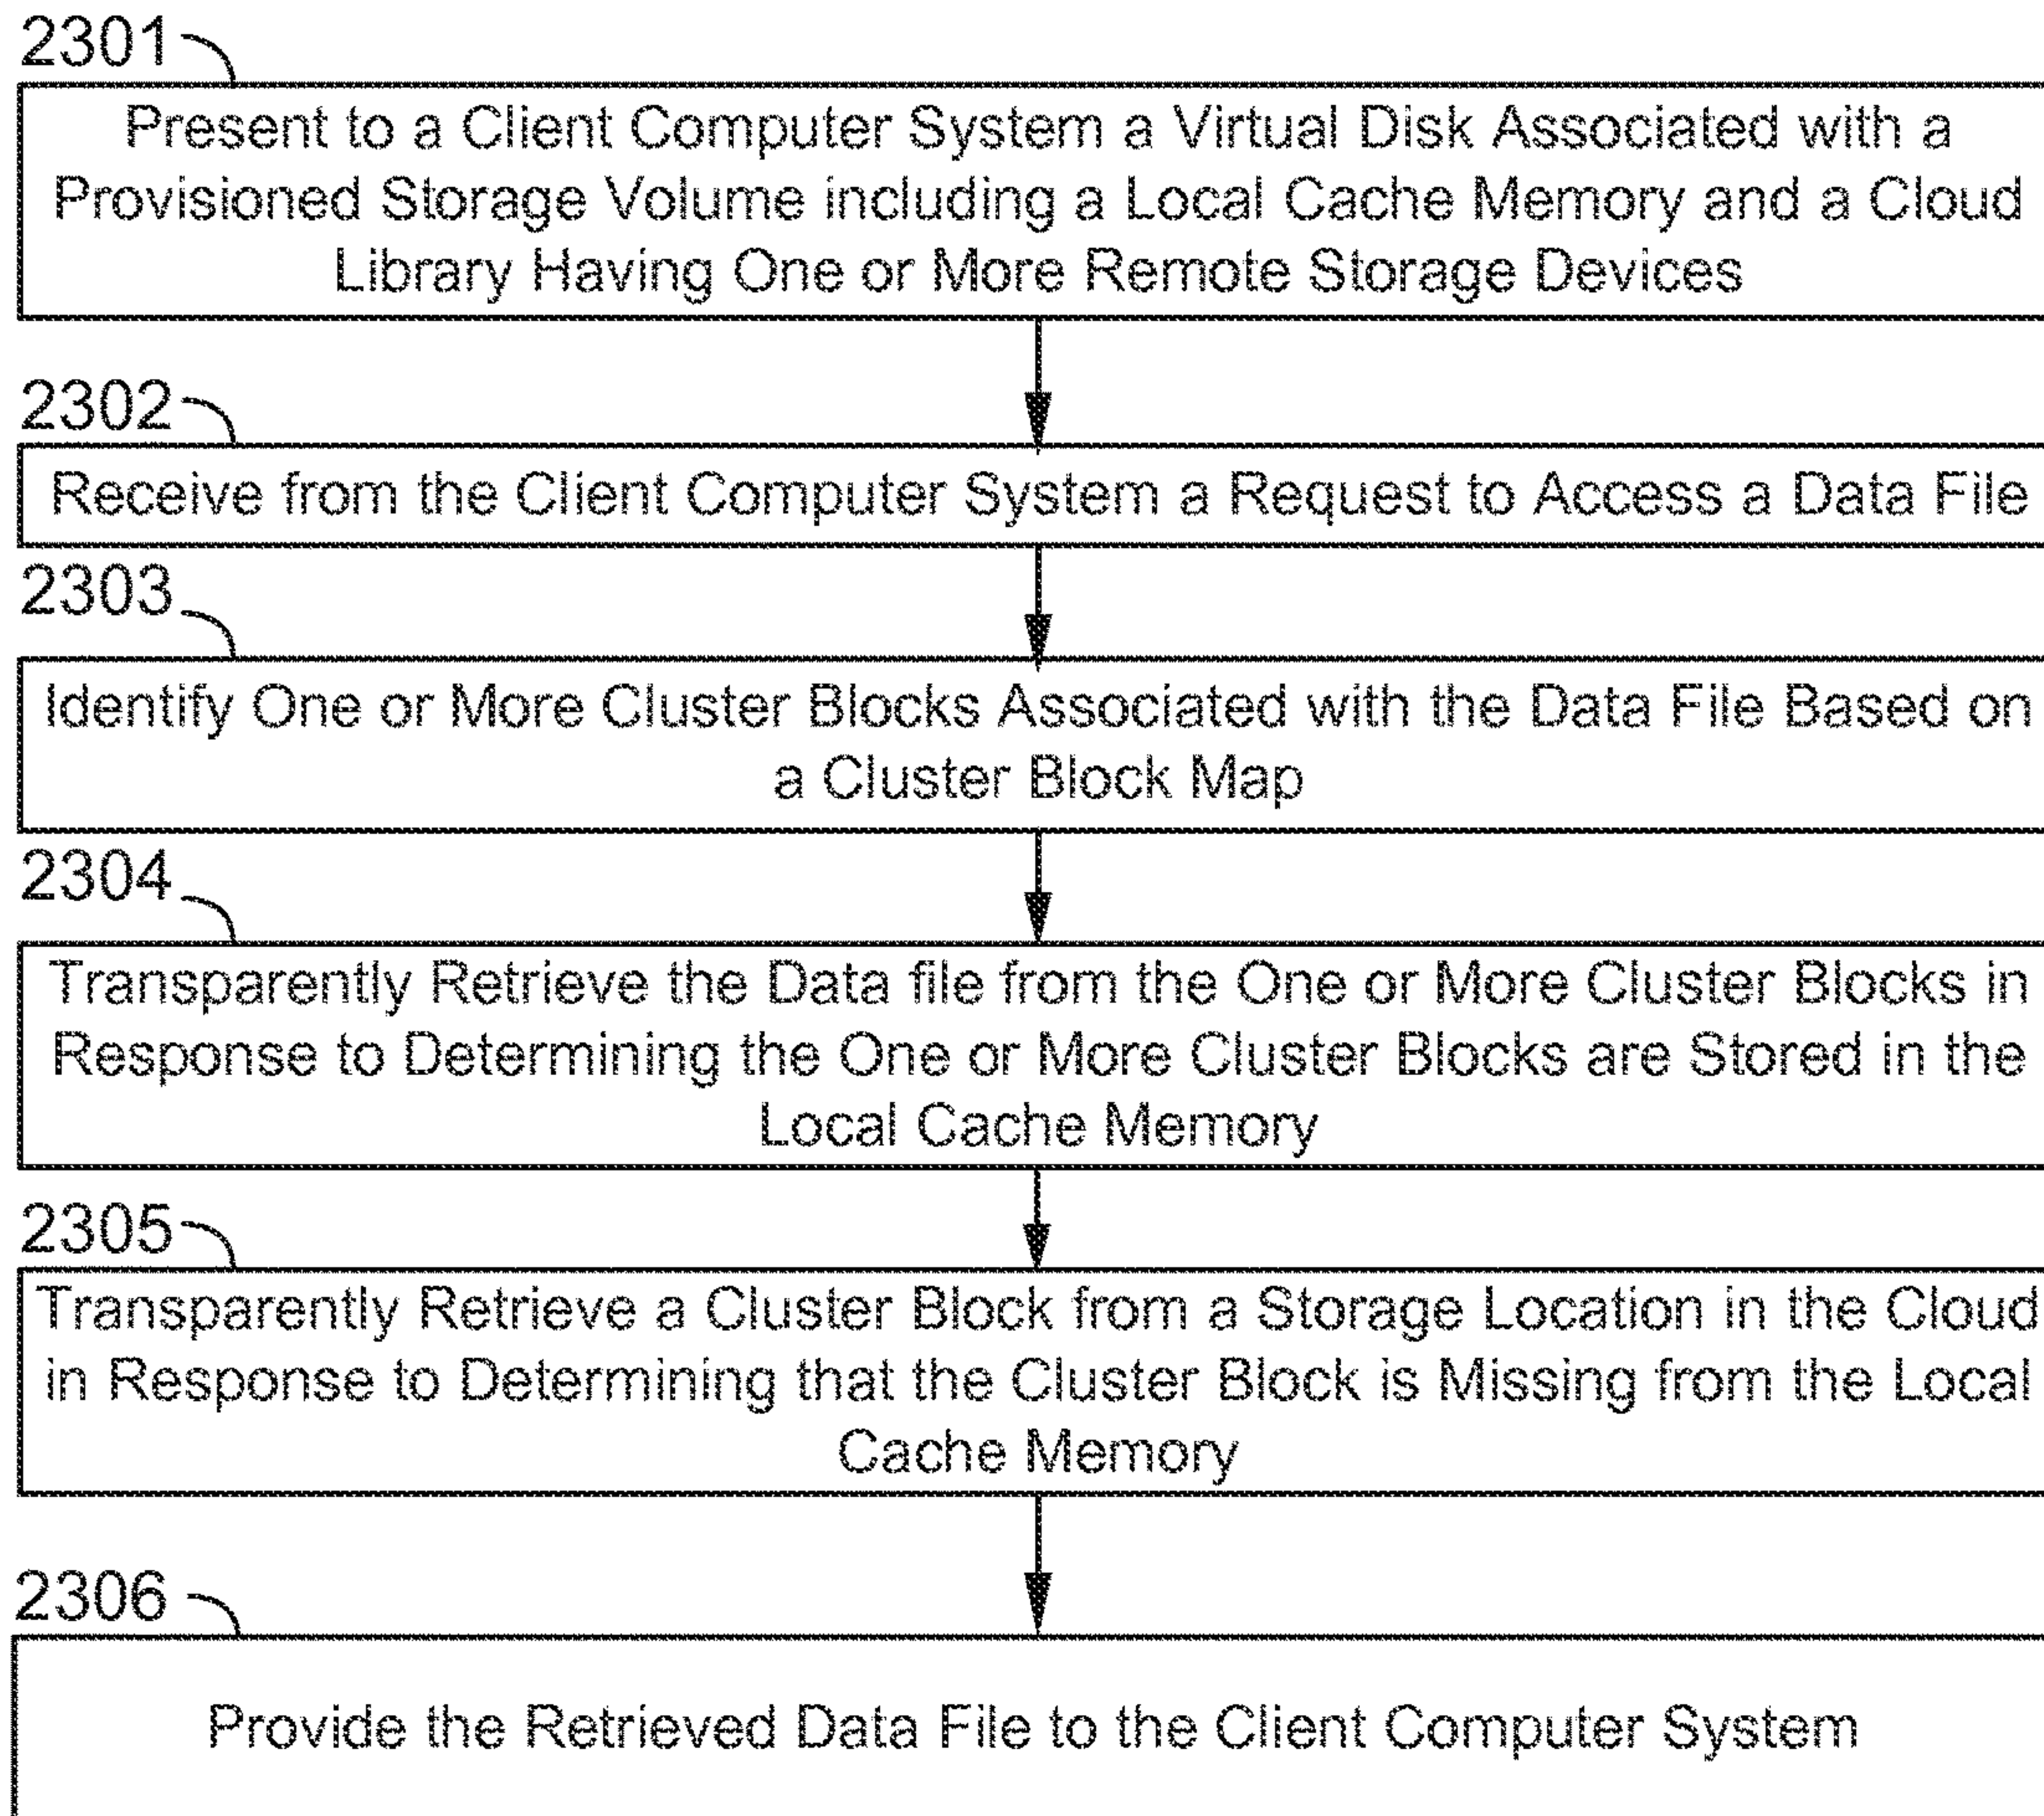 2301
Present to a Client Computer System a Virtual Disk Associated with a
Provisioned Storage Volume including a Local Cache Memory and a Cloud
Library Having One or More Remote Storage Devices
2302
Receive from the Client Computer System a Request to Access a Data File
2303
Identify One or More Cluster Blocks Associated with the Data File Based on
a Cluster Block Map
2304
Transparently Retrieve the Data file from the One or More Cluster Blocks in
Response to Determining the One or More Cluster Blocks are Stored in the
Local Cache Memory
2305
Transparently Retrieve a Cluster Block from a Storage Location in the Cloud
in Response to Determining that the Cluster Block is Missing from the Local
Cache Memory
2306
Provide the Retrieved Data File to the Client Computer System